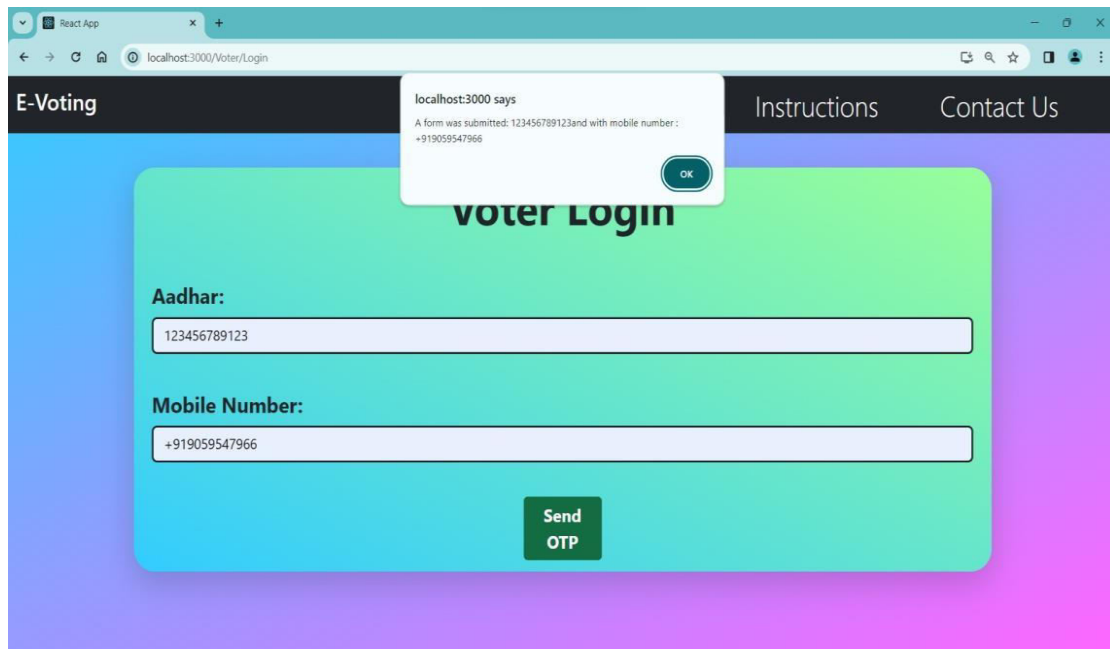 React App
localhost:3000/Voter/Login
E-Voting
localhost:3000 says
A form was submitted: 123456789123and with mobile number :
+919059547966
OK
Instructions
Contact Us
Voter Login
Aadhar:
123456789123
Mobile Number:
+919059547966
Send
OTP